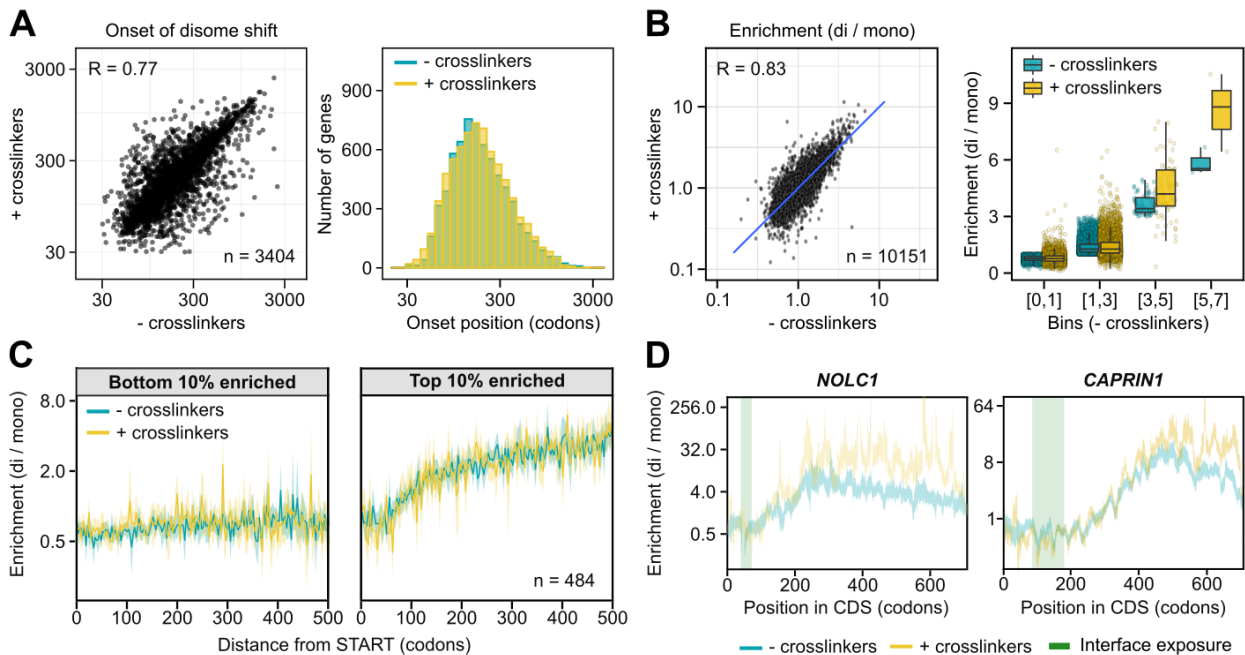 A
Onset of disome shift
R = 0.77
n = 3404
3000
300
30
30
300
3000
+ crosslinkers
- crosslinkers
- crosslinkers
+ crosslinkers
Number of genes
900
600
300
0
30
300
3000
Onset position (codons)
B
Enrichment (di / mono)
R = 0.83
n = 10151
+ crosslinkers
10
1.0
0.1
0.1
1.0
10
- crosslinkers
- crosslinkers
+ crosslinkers
Enrichment (di / mono)
9
6
3
0
[0,1]
[1,3]
[3,5]
[5,7]
Bins (- crosslinkers)
C
Bottom 10% enriched
Top 10% enriched
- crosslinkers
+ crosslinkers
n = 484
Enrichment (di / mono)
8.0
2.0
0.5
0 100 200 300 400 500
0 100 200 300 400 500
Distance from START (codons)
D
NOLC1
CAPRIN1
Enrichment (di / mono)
256.0
32.0
4.0
0.5
0 200 400 600
Position in CDS (codons)
64
8
1
0 200 400 600
Position in CDS (codons)
- crosslinkers
+ crosslinkers
Interface exposure